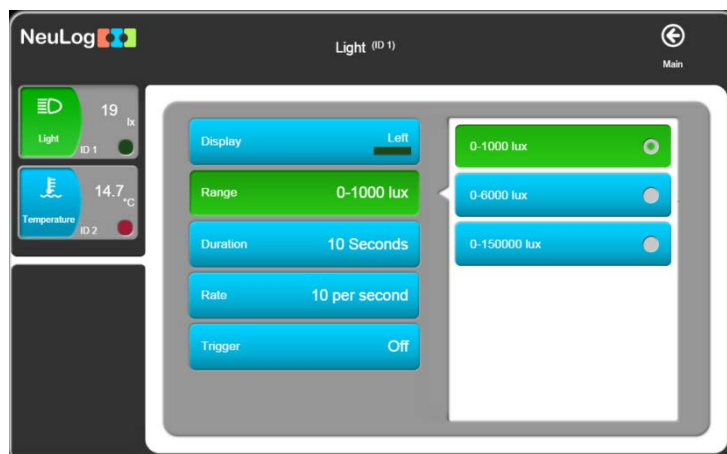 NeuLog
Light (ID 1)
Main
19
lx
Light
ID 1
14.7
°C
Temperature
ID 2
Display Left
Range 0-1000 lux
Duration 10 Seconds
Rate 10 per second
Trigger Off
0-1000 lux
0-6000 lux
0-150000 lux